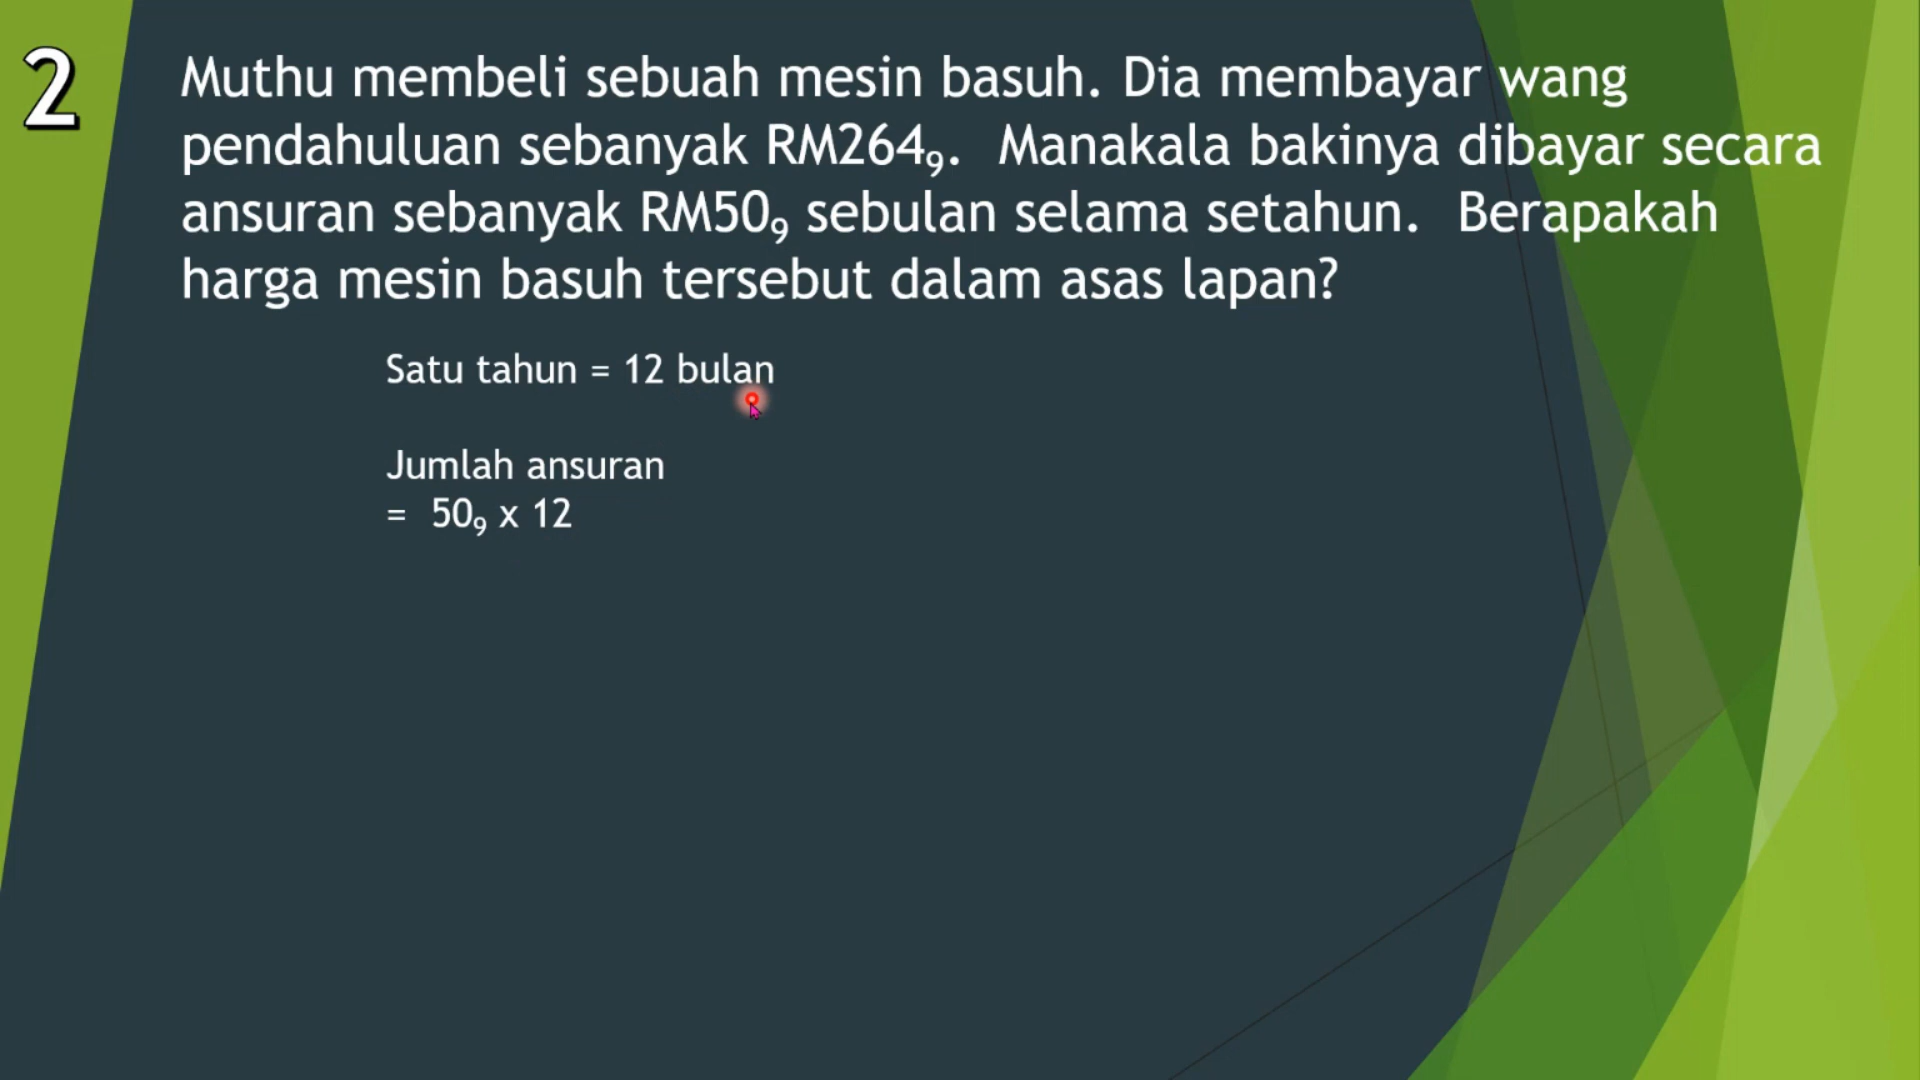 2
Muthu membeli sebuah mesin basuh. Dia membayar wang
pendahuluan sebanyak RM264₉. Manakala bakinya dibayar secara
ansuran sebanyak RM50₉ sebulan selama setahun. Berapakah
harga mesin basuh tersebut dalam asas lapan?
Satu tahun = 12 bulan
Jumlah ansuran
= 50₉ x 12